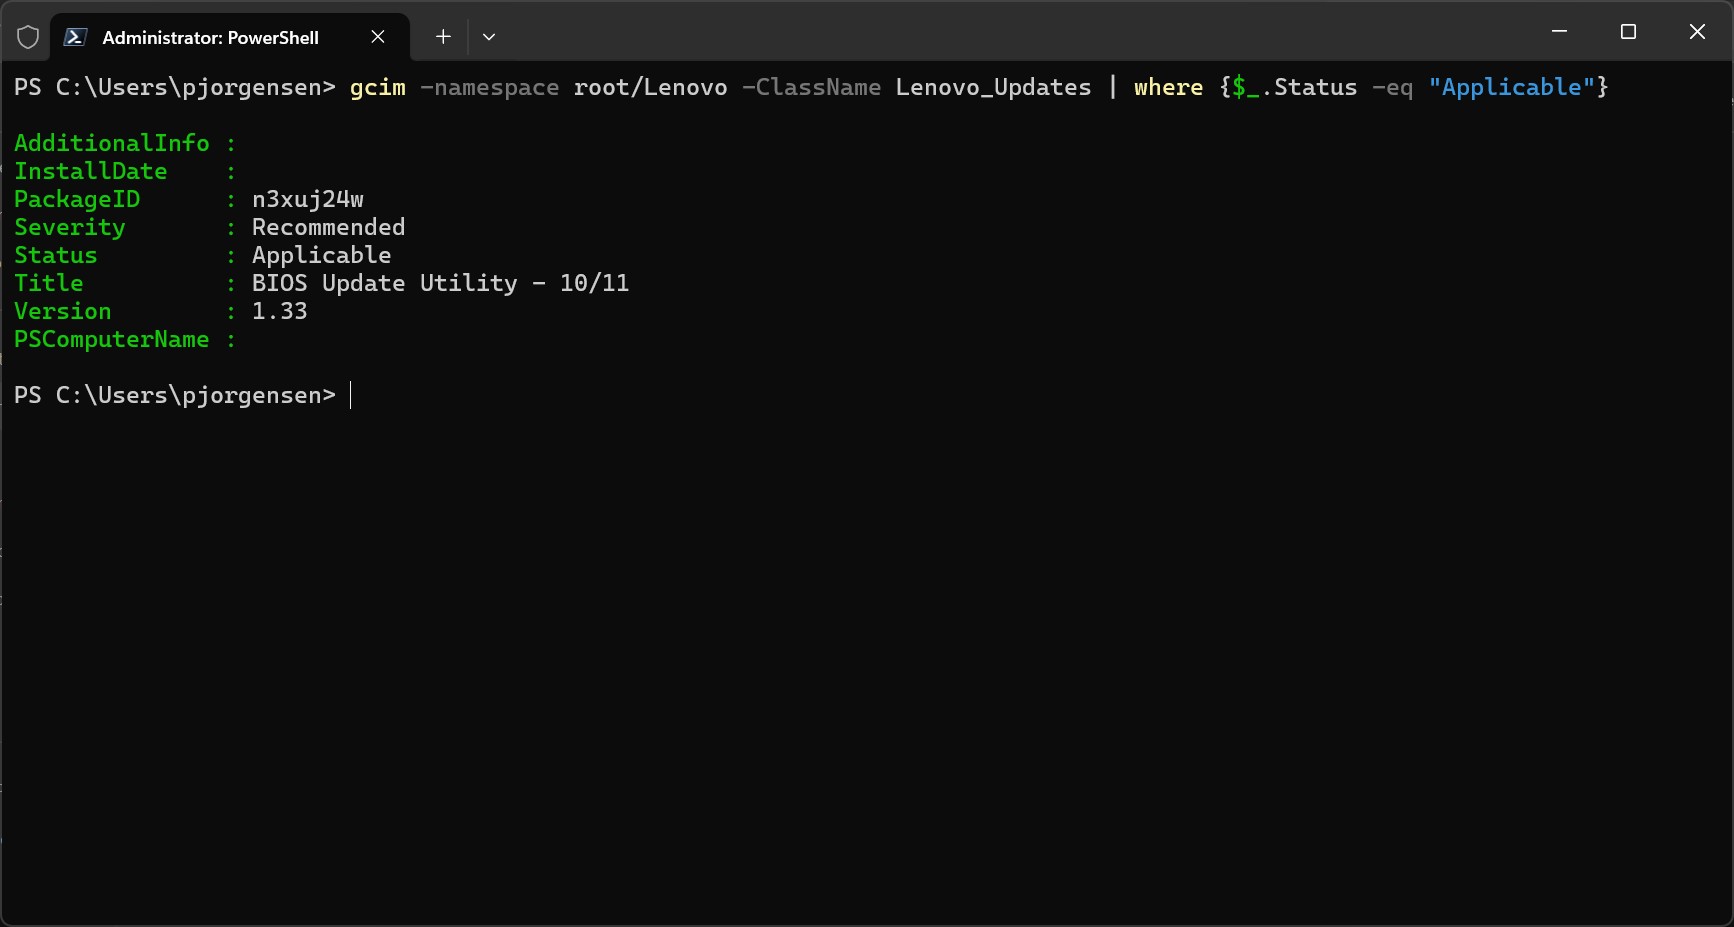 Administrator: PowerShell
PS C:\Users\pjorgensen> gcim -namespace root/Lenovo -ClassName Lenovo_Updates | where {$_.Status -eq "Applicable"}
AdditionalInfo :
InstallDate :
PackageID : n3xuj24w
Severity : Recommended
Status : Applicable
Title : BIOS Update Utility - 10/11
Version : 1.33
PSComputerName :
PS C:\Users\pjorgensen>